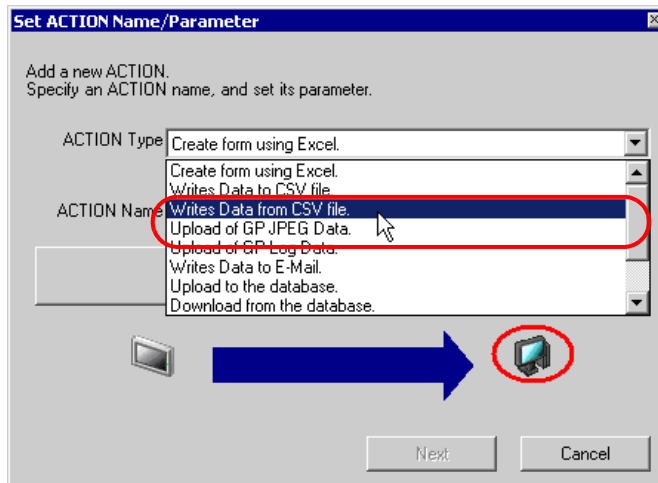 Set ACTION Name/Parameter
Add a new ACTION.
Specify an ACTION name, and set its parameter.
ACTION Type
Create form using Excel.
Create form using Excel.
Writes Data to CSV file.
ACTION Name
Writes Data from CSV file.
Upload of GP JPEG Data.
Upload of GP Log Data.
Writes Data to E-Mail.
Upload to the database.
Download from the database.
Next
Cancel